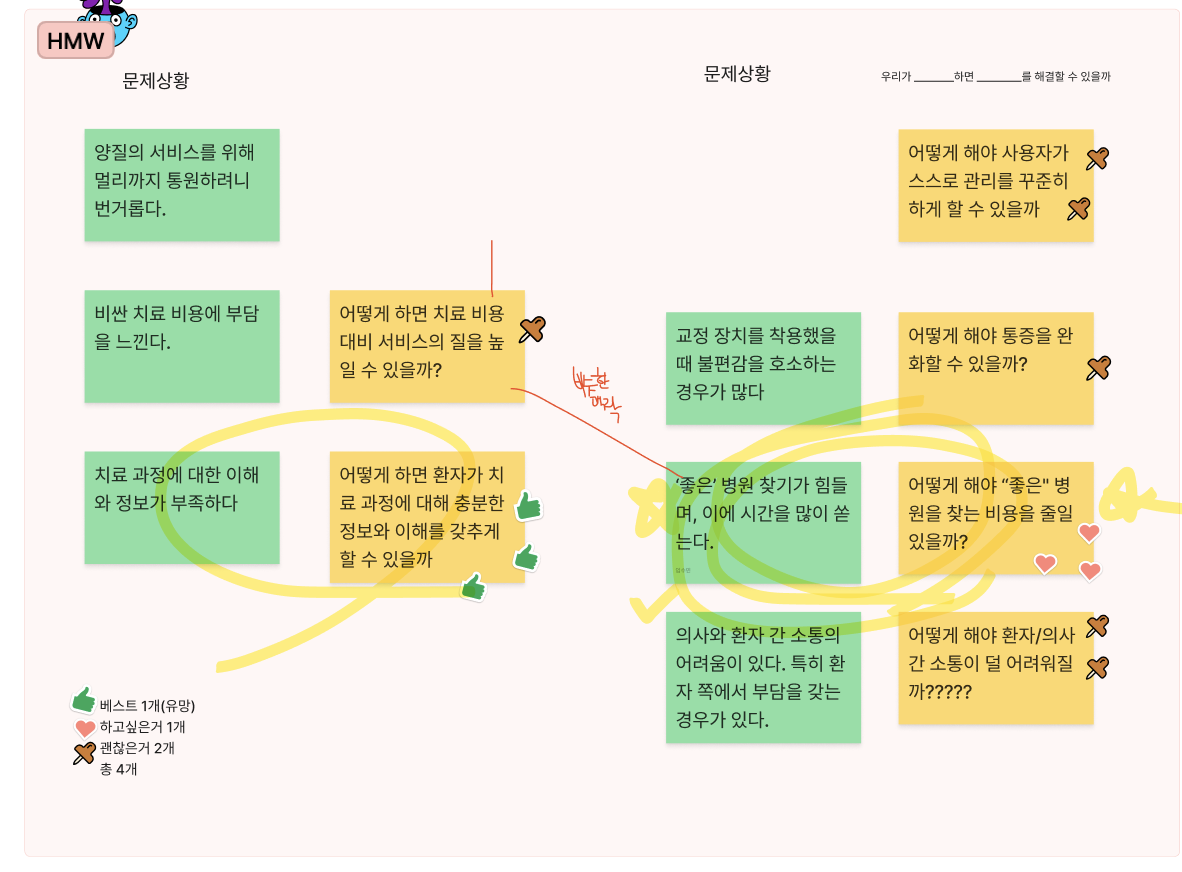 HMW
문제상황
양질의 서비스를 위해
멀리까지 통원하려니
번거롭다.
비싼 치료 비용에 부담
을 느낀다.
어떻게 하면 치료 비용
대비 서비스의 질을 높
일 수 있을까?
치료 과정에 대한 이해
와 정보가 부족하다
어떻게 하면 환자가 치
료 과정에 대해 충분한
정보와 이해를 갖추게
할 수 있을까
베스트 1개(유망)
하고싶은거 1개
괜찮은거 2개
총 4개
문제상황
우리가 ________하면 ________를 해결할 수 있을까
어떻게 해야 사용자가
스스로 관리를 꾸준히
하게 할 수 있을까
교정 장치를 착용했을
때 불편감을 호소하는
경우가 많다
어떻게 해야 통증을 완
화할 수 있을까?
‘좋은’ 병원 찾기가 힘들
며, 이에 시간을 많이 쏟
는다.
어떻게 해야 “좋은" 병
원을 찾는 비용을 줄일
있을까?
의사와 환자 간 소통의
어려움이 있다. 특히 환
자 쪽에서 부담을 갖는
경우가 있다.
어떻게 해야 환자/의사
간 소통이 덜 어려워질
까?????